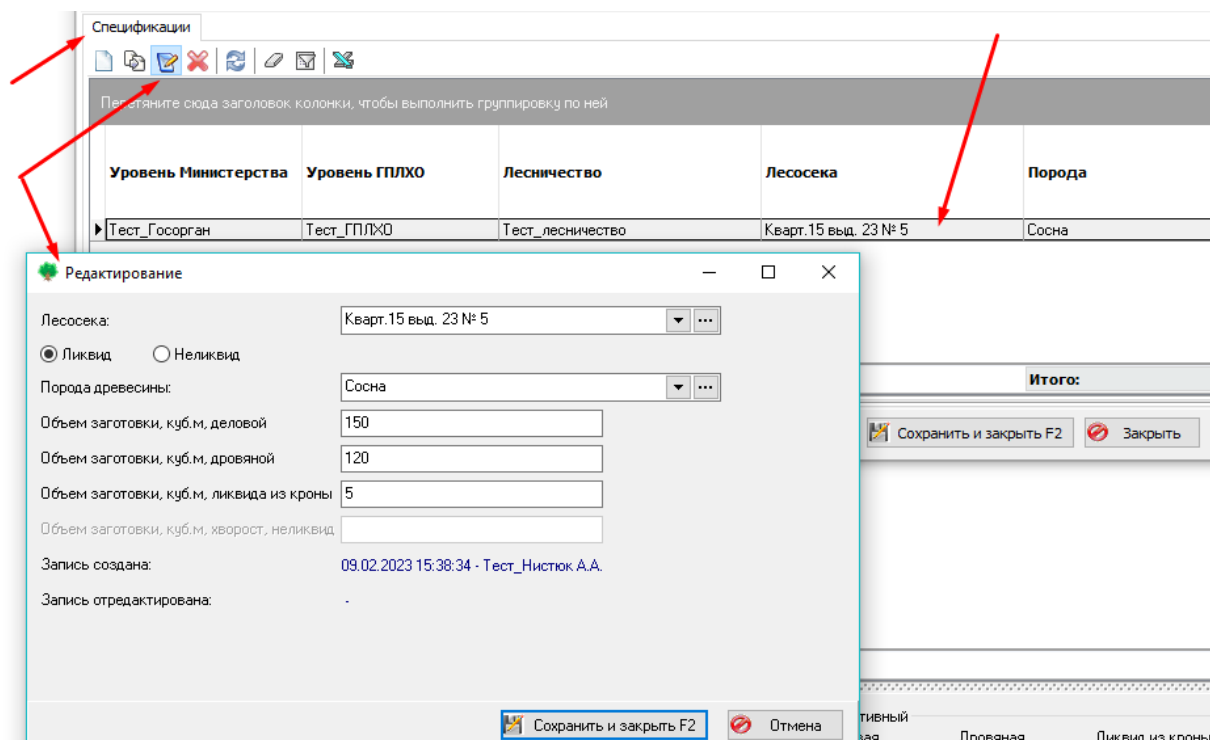 Спецификации
Перетяните сюда заголовок колонки, чтобы выполнить группировку по ней
Уровень Министерства Уровень ГПЛХО Лесничество Лесосека Порода
Тест_Госорган Тест_ГПЛХО Тест_лесничество Кварт.15 выд. 23 № 5 Сосна
Редактирование
Лесосека: Кварт.15 выд. 23 № 5
Ликвид Неликвид
Порода древесины: Сосна
Итого:
Объем заготовки, куб.м, деловой 150
Сохранить и закрыть F2 Закрыть
Объем заготовки, куб.м, дровяной 120
Объем заготовки, куб.м, ликвида из кроны 5
Объем заготовки, куб.м, хворост, неликвид
Запись создана: 09.02.2023 15:38:34 - Тест_Нистюк А.А.
Запись отредактирована: -
Сохранить и закрыть F2 Отмена
тивный
Дровяная Ликвид из кроны